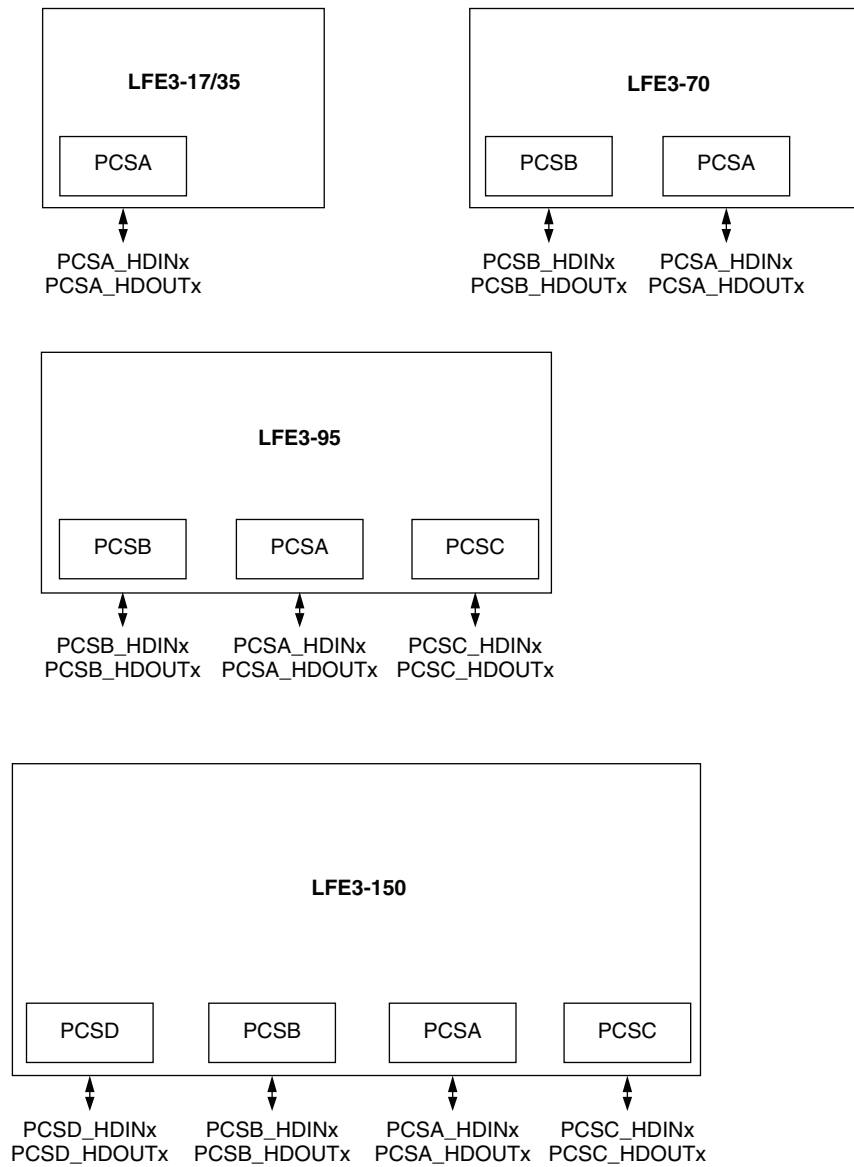 LFE3-17/35
PCSA
PCSA_HDINx
PCSA_HDOUTx
LFE3-70
PCSB
PCSA
PCSB_HDINx
PCSB_HDOUTx
PCSA_HDINx
PCSA_HDOUTx
LFE3-95
PCSB
PCSA
PCSC
PCSB_HDINx
PCSB_HDOUTx
PCSA_HDINx
PCSA_HDOUTx
PCSC_HDINx
PCSC_HDOUTx
LFE3-150
PCSD
PCSB
PCSA
PCSC
PCSD_HDINx
PCSD_HDOUTx
PCSB_HDINx
PCSB_HDOUTx
PCSA_HDINx
PCSA_HDOUTx
PCSC_HDINx
PCSC_HDOUTx